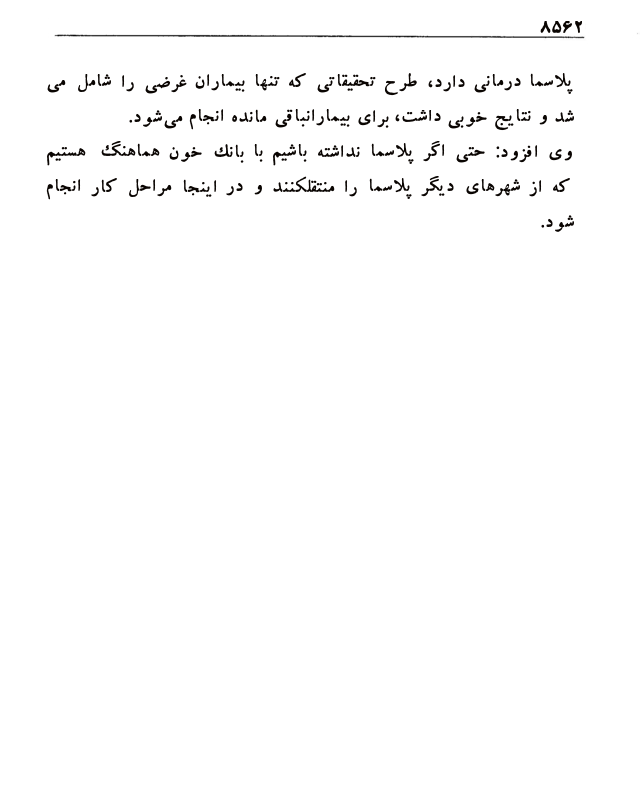 ۸۵۶۲
پلاسما درمانی دارد، طرح تحقیقاتی که تنها بیماران غرضی را شامل می
شد و نتایج خوبی داشت، برای بیمارانباقی مانده انجام می‌شود.
وی افزود: حتی اگر پلاسما نداشته باشیم با بانك خون هماهنگ هستیم
که از شهرهای دیگر پلاسما را منتقلکنند و در اینجا مراحل کار انجام
شود.